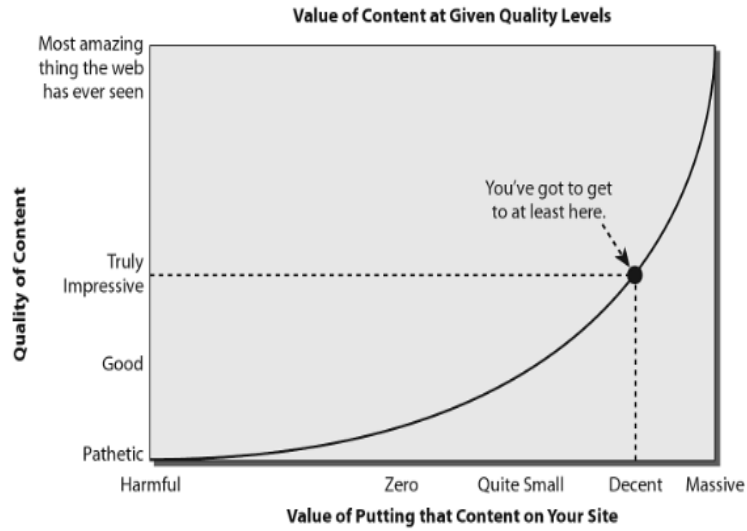 Value of Content at Given Quality Levels
Most amazing
thing the web
has ever seen
You've got to get
to at least here.
Truly
Impressive
Good
Pathetic
Quality of Content
Harmful
Zero
Quite Small
Decent
Massive
Value of Putting that Content on Your Site